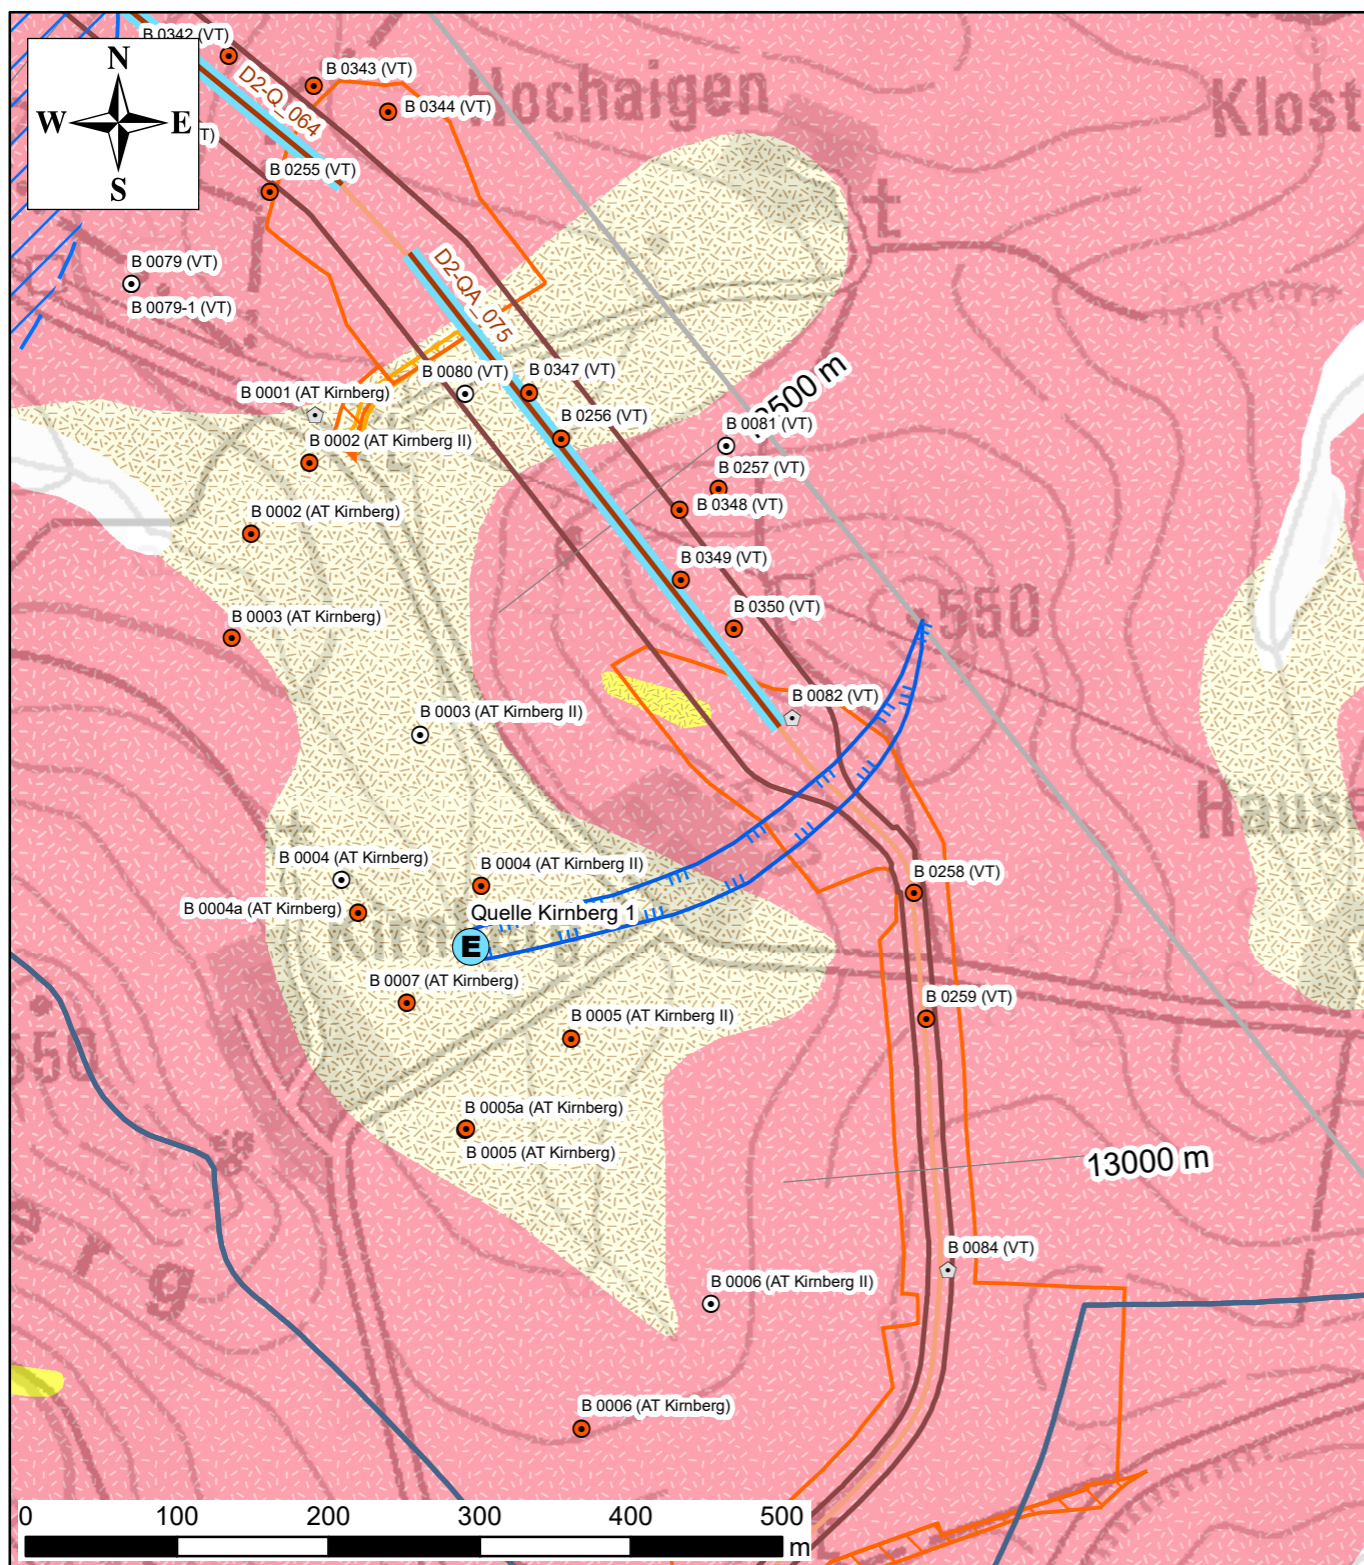 B 0342 (VT)
N
W
E
S
T)
D2-Q_064
B 0343 (VT)
B 0344 (VT)
Hochaigen
Klost
B 0255 (VT)
B 0079 (VT)
B 0079-1 (VT)
D2-QA_075
B 0080 (VT)
B 0347 (VT)
B 0001 (AT Kirnberg)
B 0256 (VT)
2500 m
B 0081 (VT)
B 0002 (AT Kirnberg II)
B 0257 (VT)
B 0348 (VT)
B 0002 (AT Kirnberg)
B 0349 (VT)
B 0350 (VT)
550
B 0003 (AT Kirnberg)
B 0003 (AT Kirnberg II)
B 0082 (VT)
Häuse
B 0004 (AT Kirnberg)
B 0004 (AT Kirnberg II)
B 0258 (VT)
B 0004a (AT Kirnberg)
Quelle Kirnberg 1
E
B 0007 (AT Kirnberg)
B 0259 (VT)
B 0005 (AT Kirnberg II)
550
B 0005a (AT Kirnberg)
B 0005 (AT Kirnberg)
13000 m
erg
B 0084 (VT)
B 0006 (AT Kirnberg II)
B 0006 (AT Kirnberg)
0 100 200 300 400 500
m